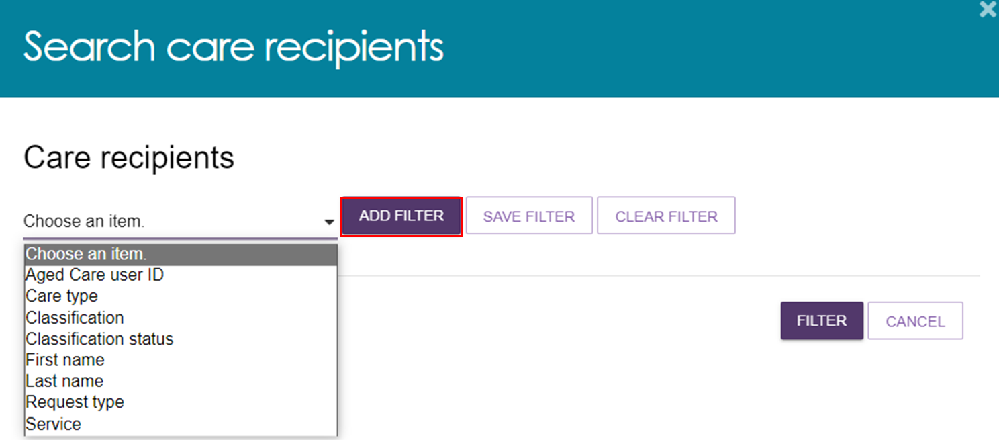 Search care recipients
Care recipients
Choose an item.
ADD FILTER
SAVE FILTER
CLEAR FILTER
Choose an item.
Aged Care user ID
Care type
Classification
Classification status
First name
Last name
Request type
Service
FILTER
CANCEL